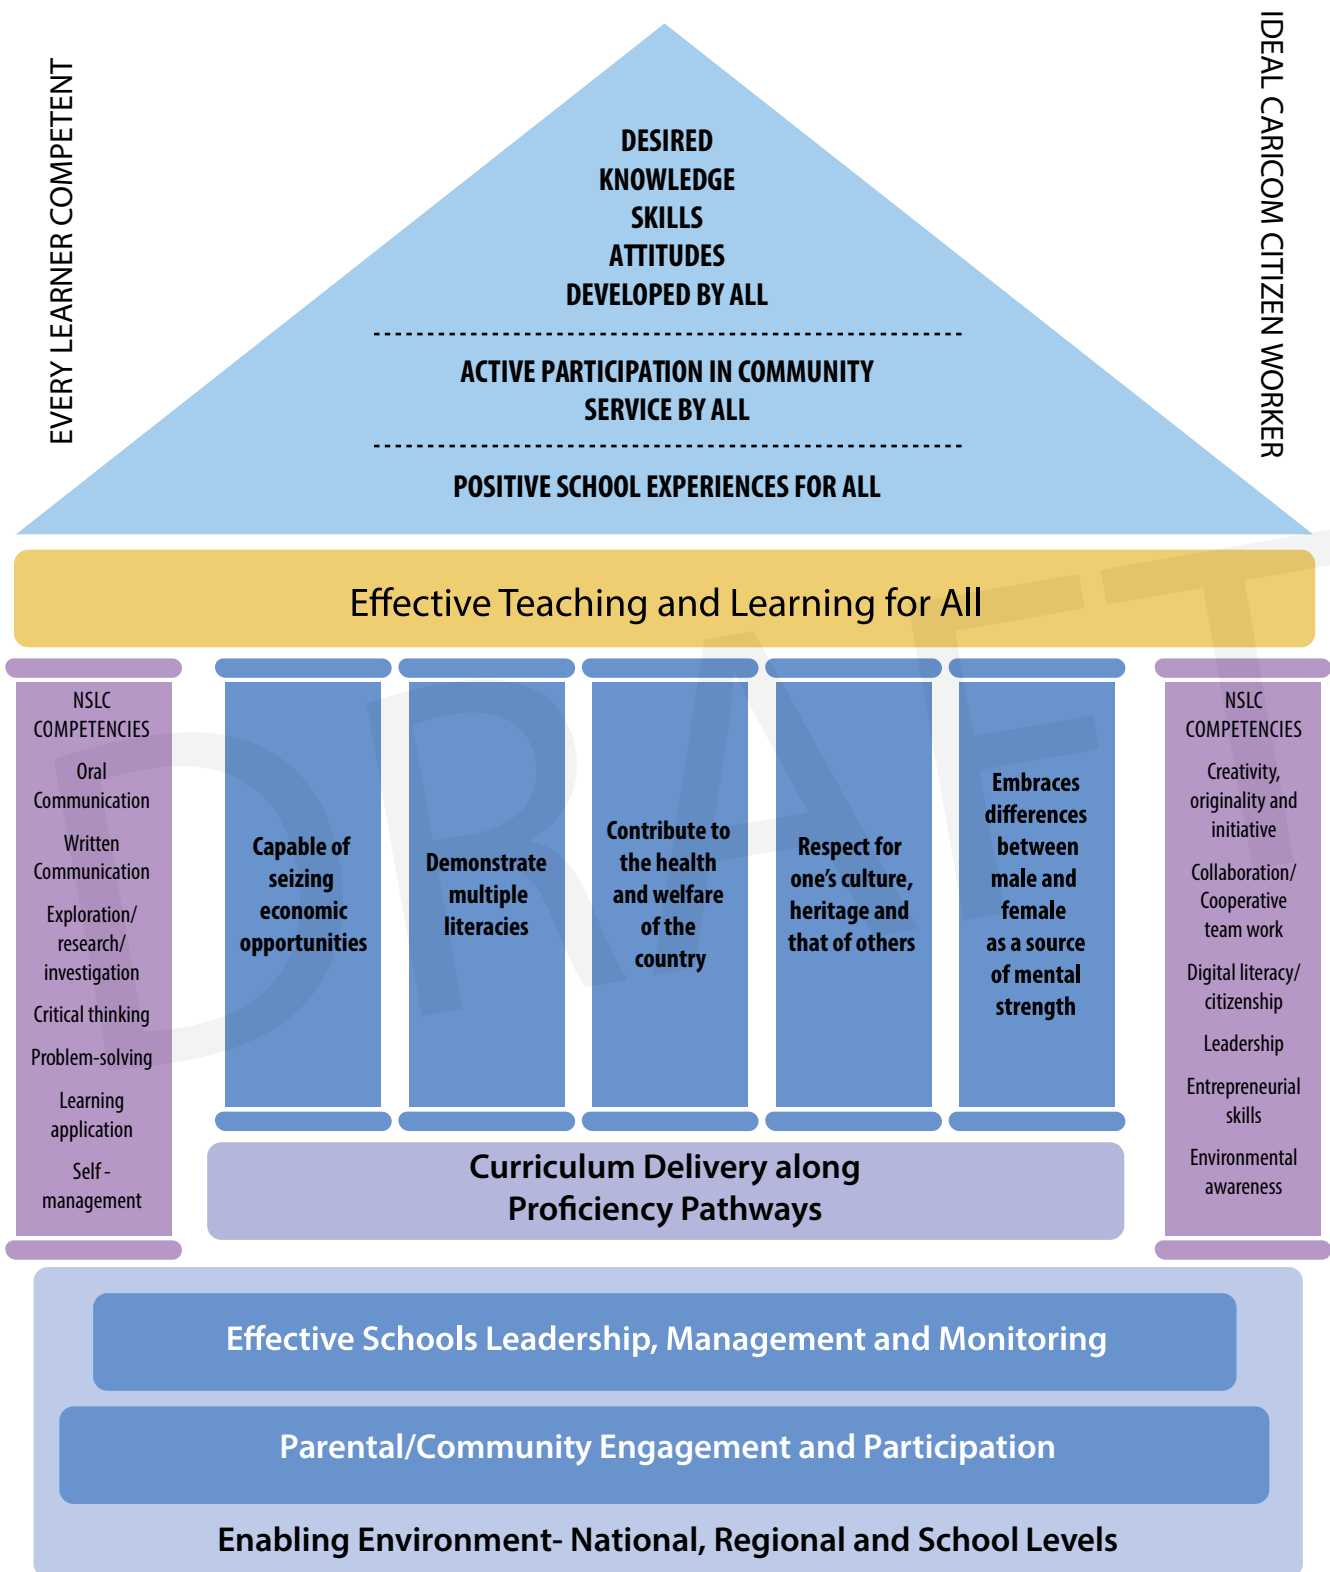 EVERY LEARNER COMPETENT
IDEAL CARICOM CITIZEN WORKER
DESIRED
KNOWLEDGE
SKILLS
ATTITUDES
DEVELOPED BY ALL
ACTIVE PARTICIPATION IN COMMUNITY
SERVICE BY ALL
POSITIVE SCHOOL EXPERIENCES FOR ALL
Effective Teaching and Learning for All
NSLC
COMPETENCIES
Oral
Communication
Written
Communication
Exploration/
research/
investigation
Critical thinking
Problem-solving
Learning
application
Self -
management
Capable of
seizing
economic
opportunities
Demonstrate
multiple
literacies
Contribute to
the health
and welfare
of the
country
Respect for
one's culture,
heritage and
that of others
Embraces
differences
between
male and
female
as a source
of mental
strength
NSLC
COMPETENCIES
Creativity,
originality and
initiative
Collaboration/
Cooperative
team work
Digital literacy/
citizenship
Leadership
Entrepreneurial
skills
Environmental
awareness
Curriculum Delivery along
Proficiency Pathways
Effective Schools Leadership, Management and Monitoring
Parental/Community Engagement and Participation
Enabling Environment- National, Regional and School Levels
DRAFT